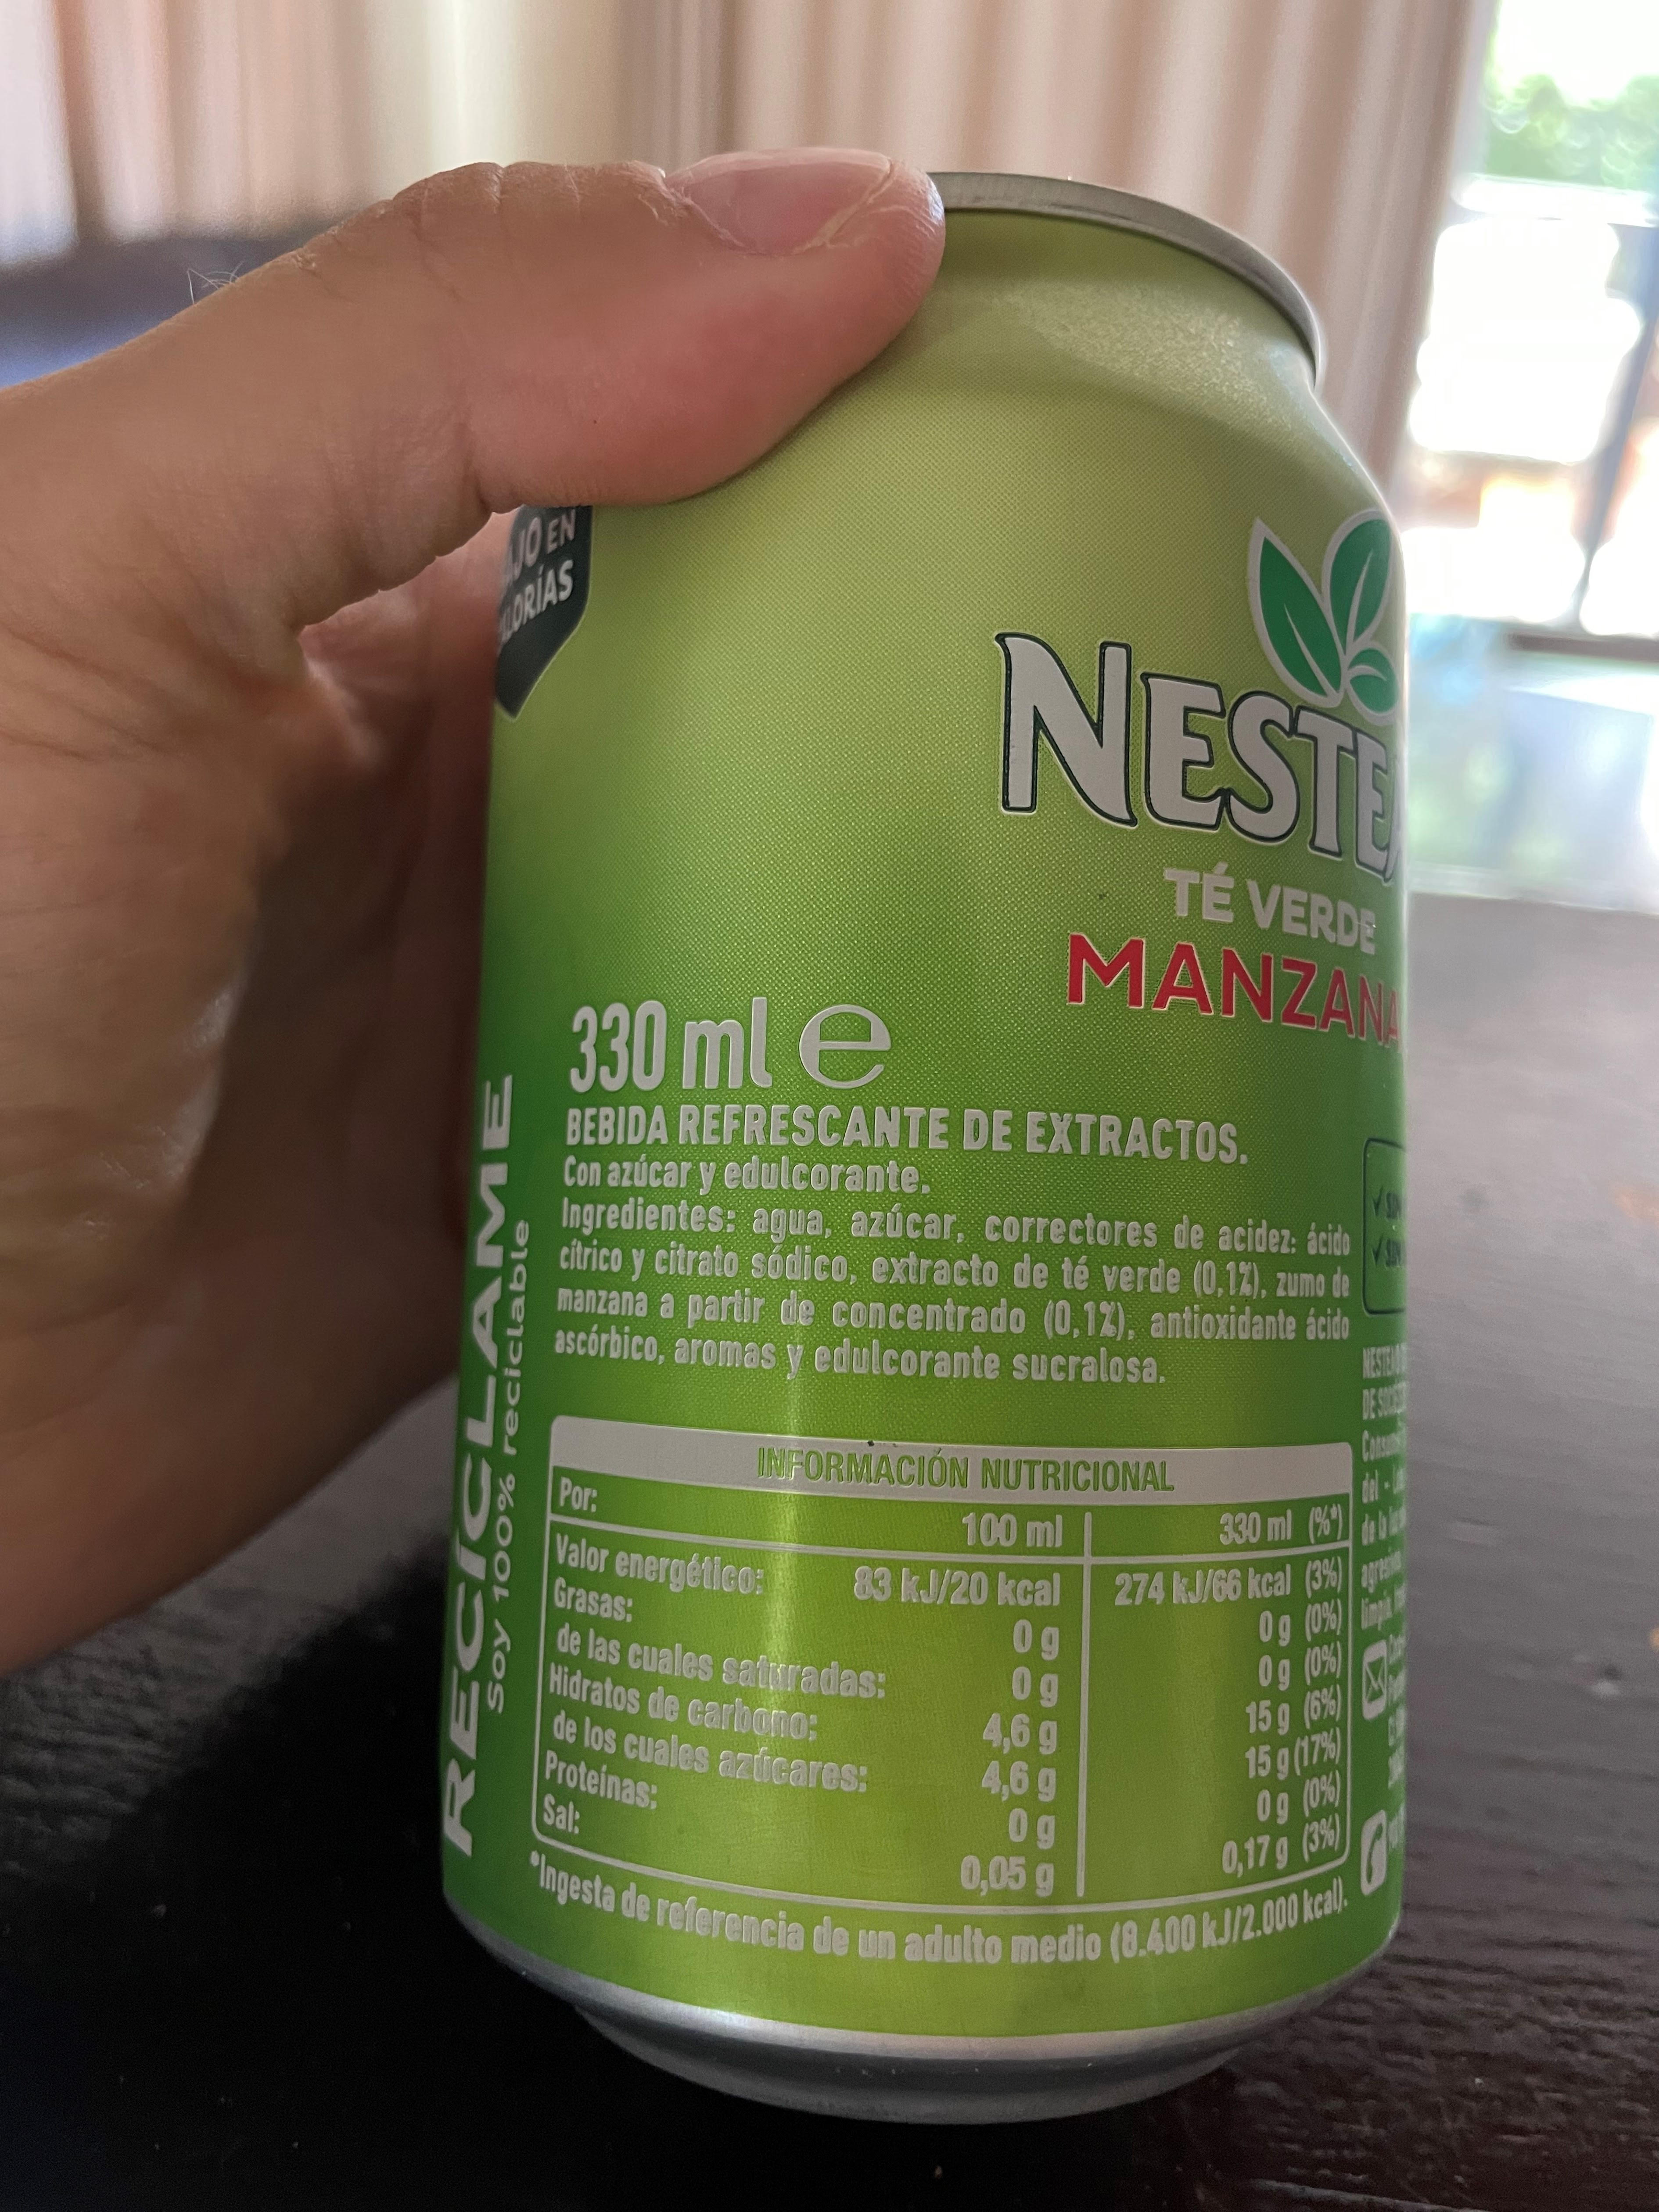 EN
NESTEA
TÉ VERDE
MANZANA
330 ml e
BEBIDA REFRESCANTE DE EXTRACTOS.
Con azúcar y edulcorante.
Ingredientes: agua, azúcar, correctores de acidez: ácido
cítrico y citrato sódico, extracto de té verde (0,1%), zumo de
manzana a partir de concentrado (0,1%), antioxidante ácido
ascórbico, aromas y edulcorante sucralosa.
RECÍCLAME
Soy 100% reciclable
INFORMACIÓN NUTRICIONAL
Por: 100 ml 330 ml (%*)
Valor energético: 83 kJ/20 kcal 274 kJ/66 kcal (3%)
Grasas: 0 g 0 g (0%)
de las cuales saturadas: 0 g 0 g (0%)
Hidratos de carbono: 4,6 g 15 g (6%)
de los cuales azúcares: 4,6 g 15 g (17%)
Proteínas: 0 g 0 g (0%)
Sal: 0,05 g 0,17 g (3%)
*Ingesta de referencia de un adulto medio (8.400 kJ/2.000 kcal).
DE
del -
de la